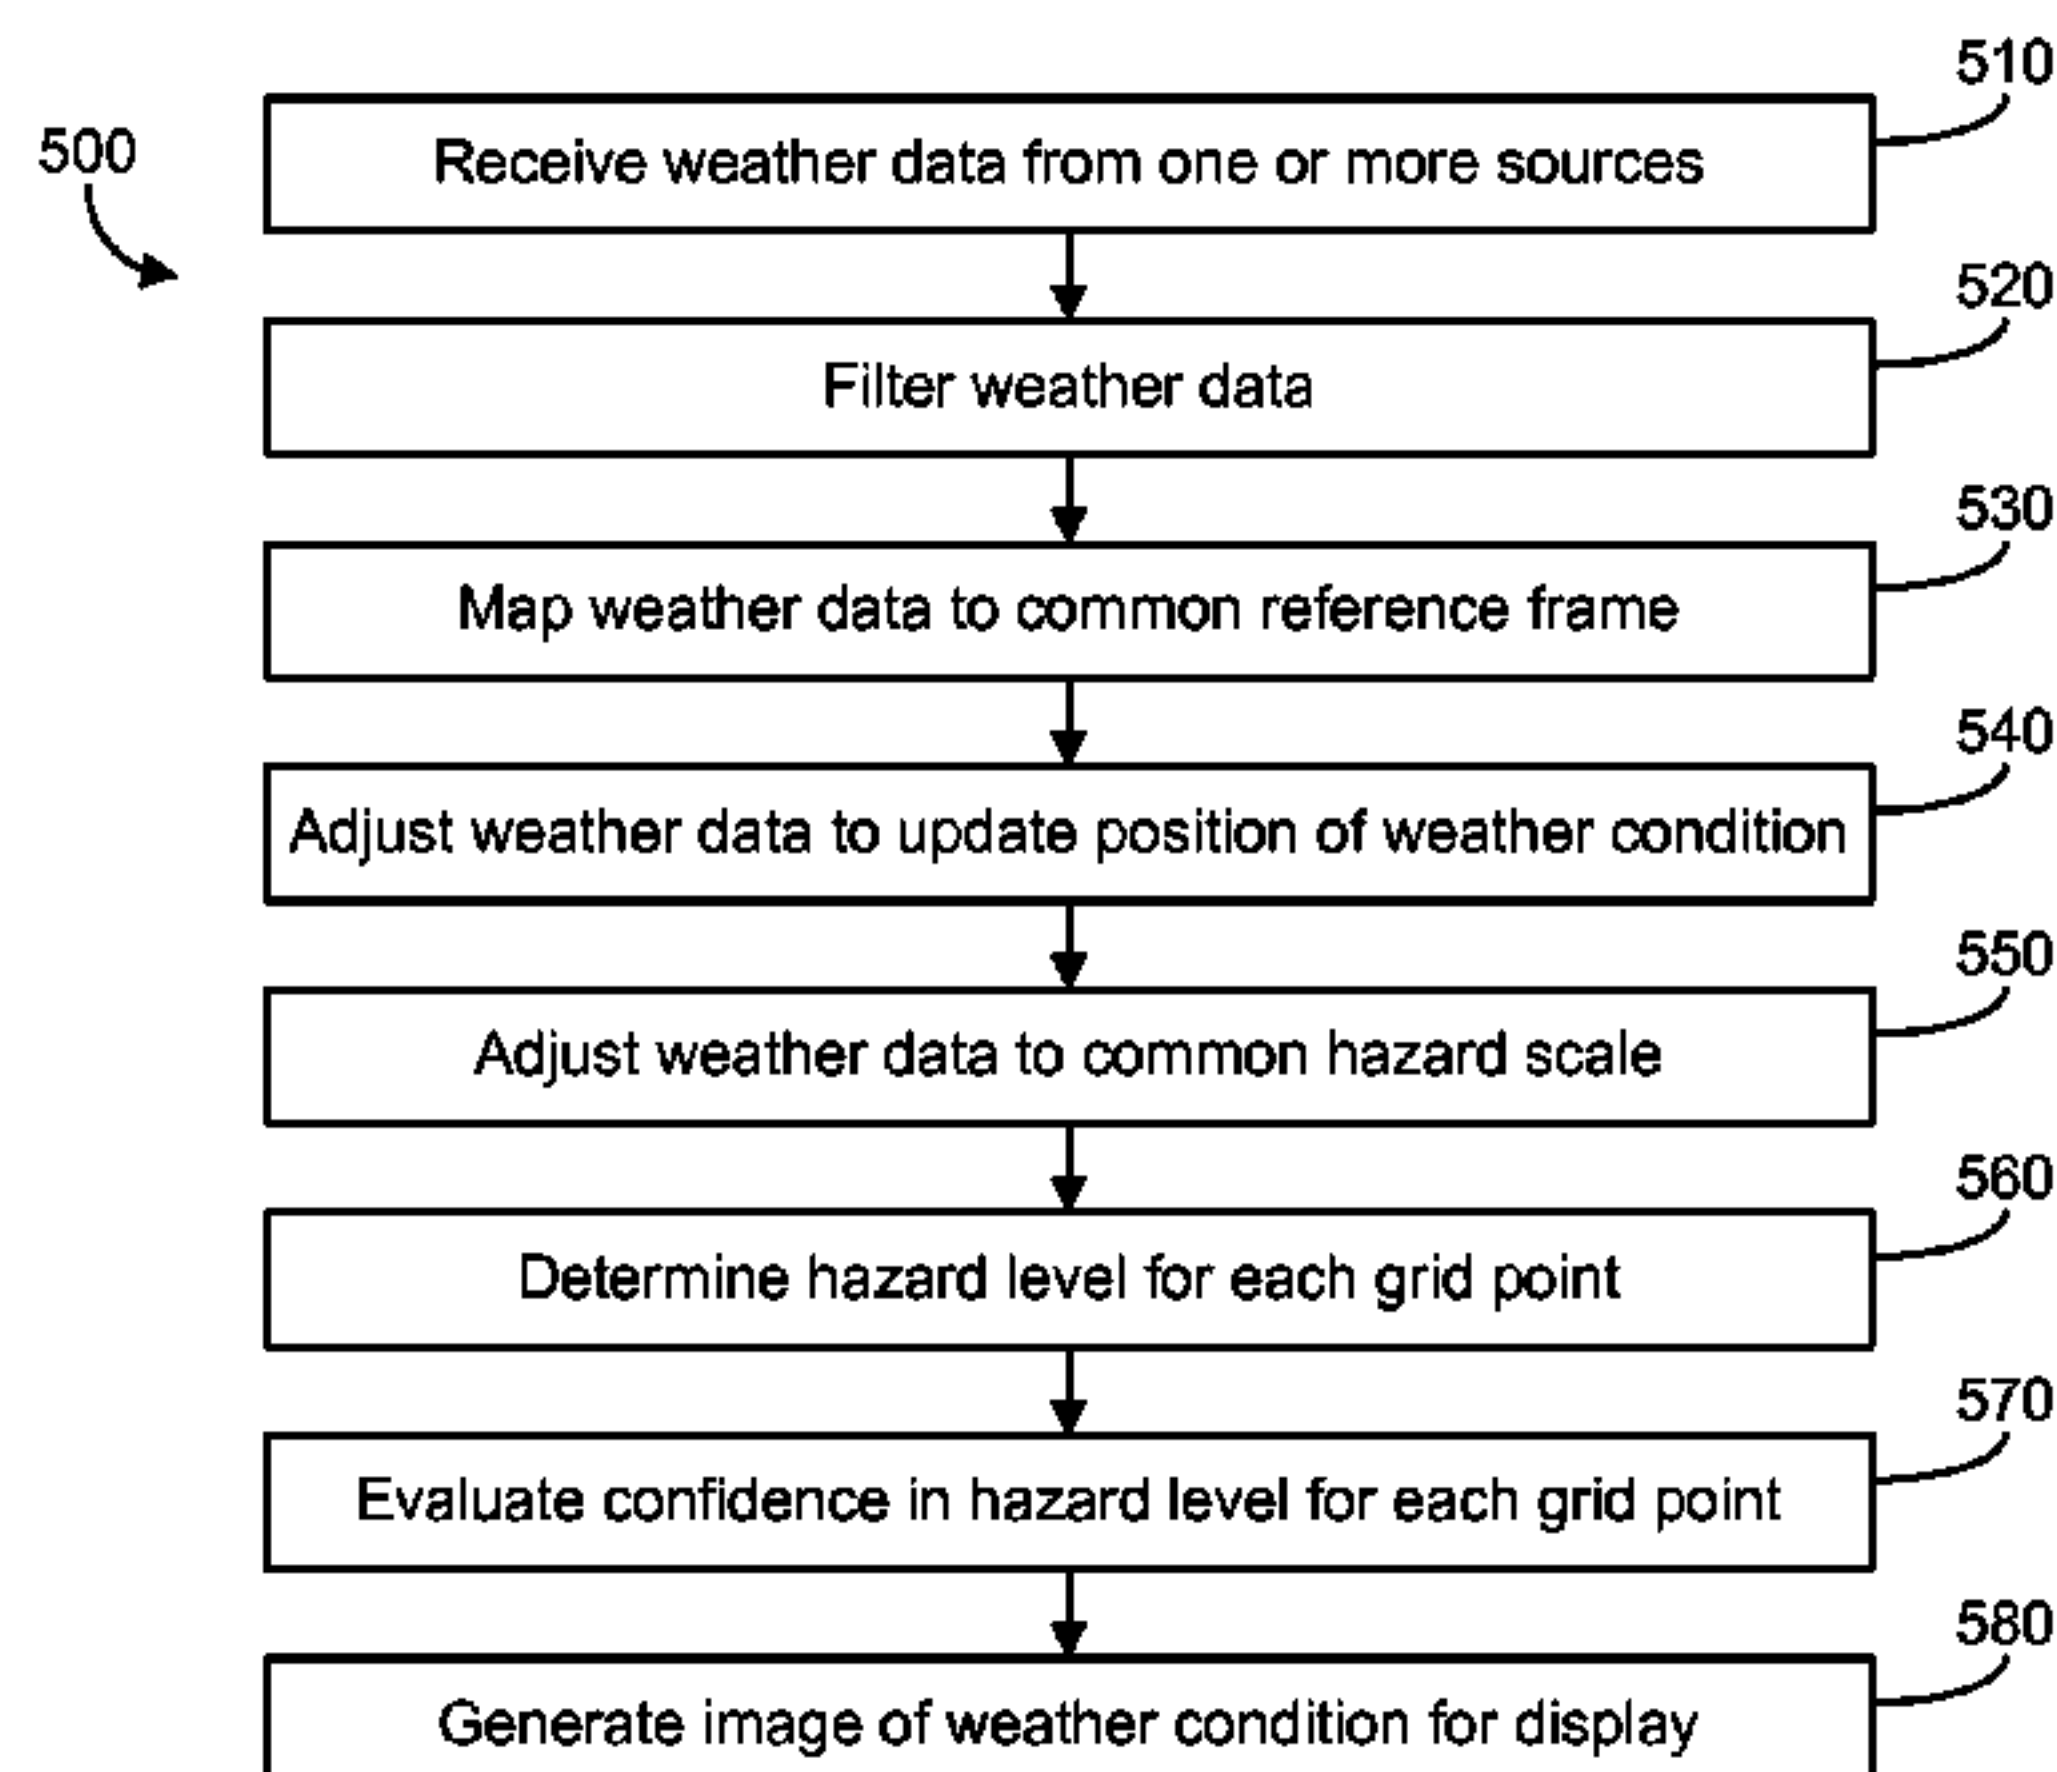 510
500
Receive weather data from one or more sources
520
Filter weather data
530
Map weather data to common reference frame
540
Adjust weather data to update position of weather condition
550
Adjust weather data to common hazard scale
560
Determine hazard level for each grid point
570
Evaluate confidence in hazard level for each grid point
580
Generate image of weather condition for display